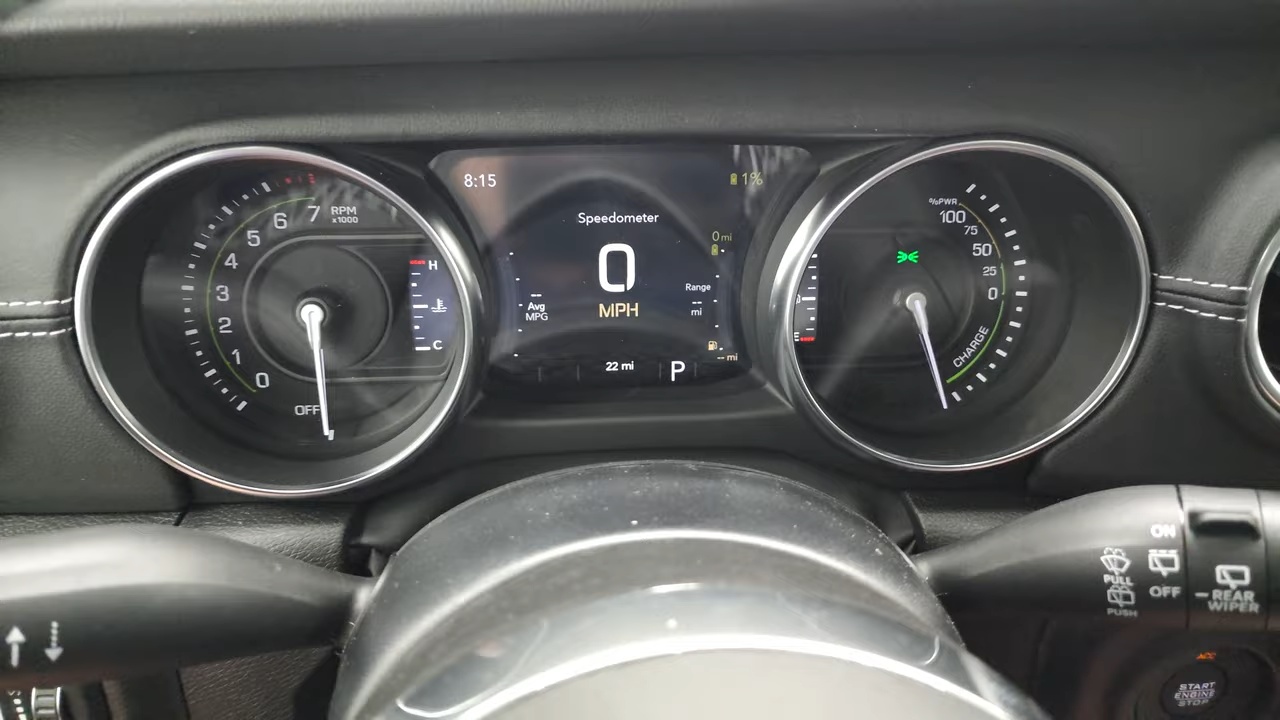 8:15
1%
Speedometer
0
MPH
0 mi
Range
--
mi
--
Avg
MPG
22 mi
P
-- mi
7
6
5
4
3
2
1
0
OFF
RPM
x1000
H
C
%PWR
100
75
50
25
0
CHARGE
E
ON
OFF
PULL
PUSH
REAR
WIPER
ACC
START
ENGINE
STOP